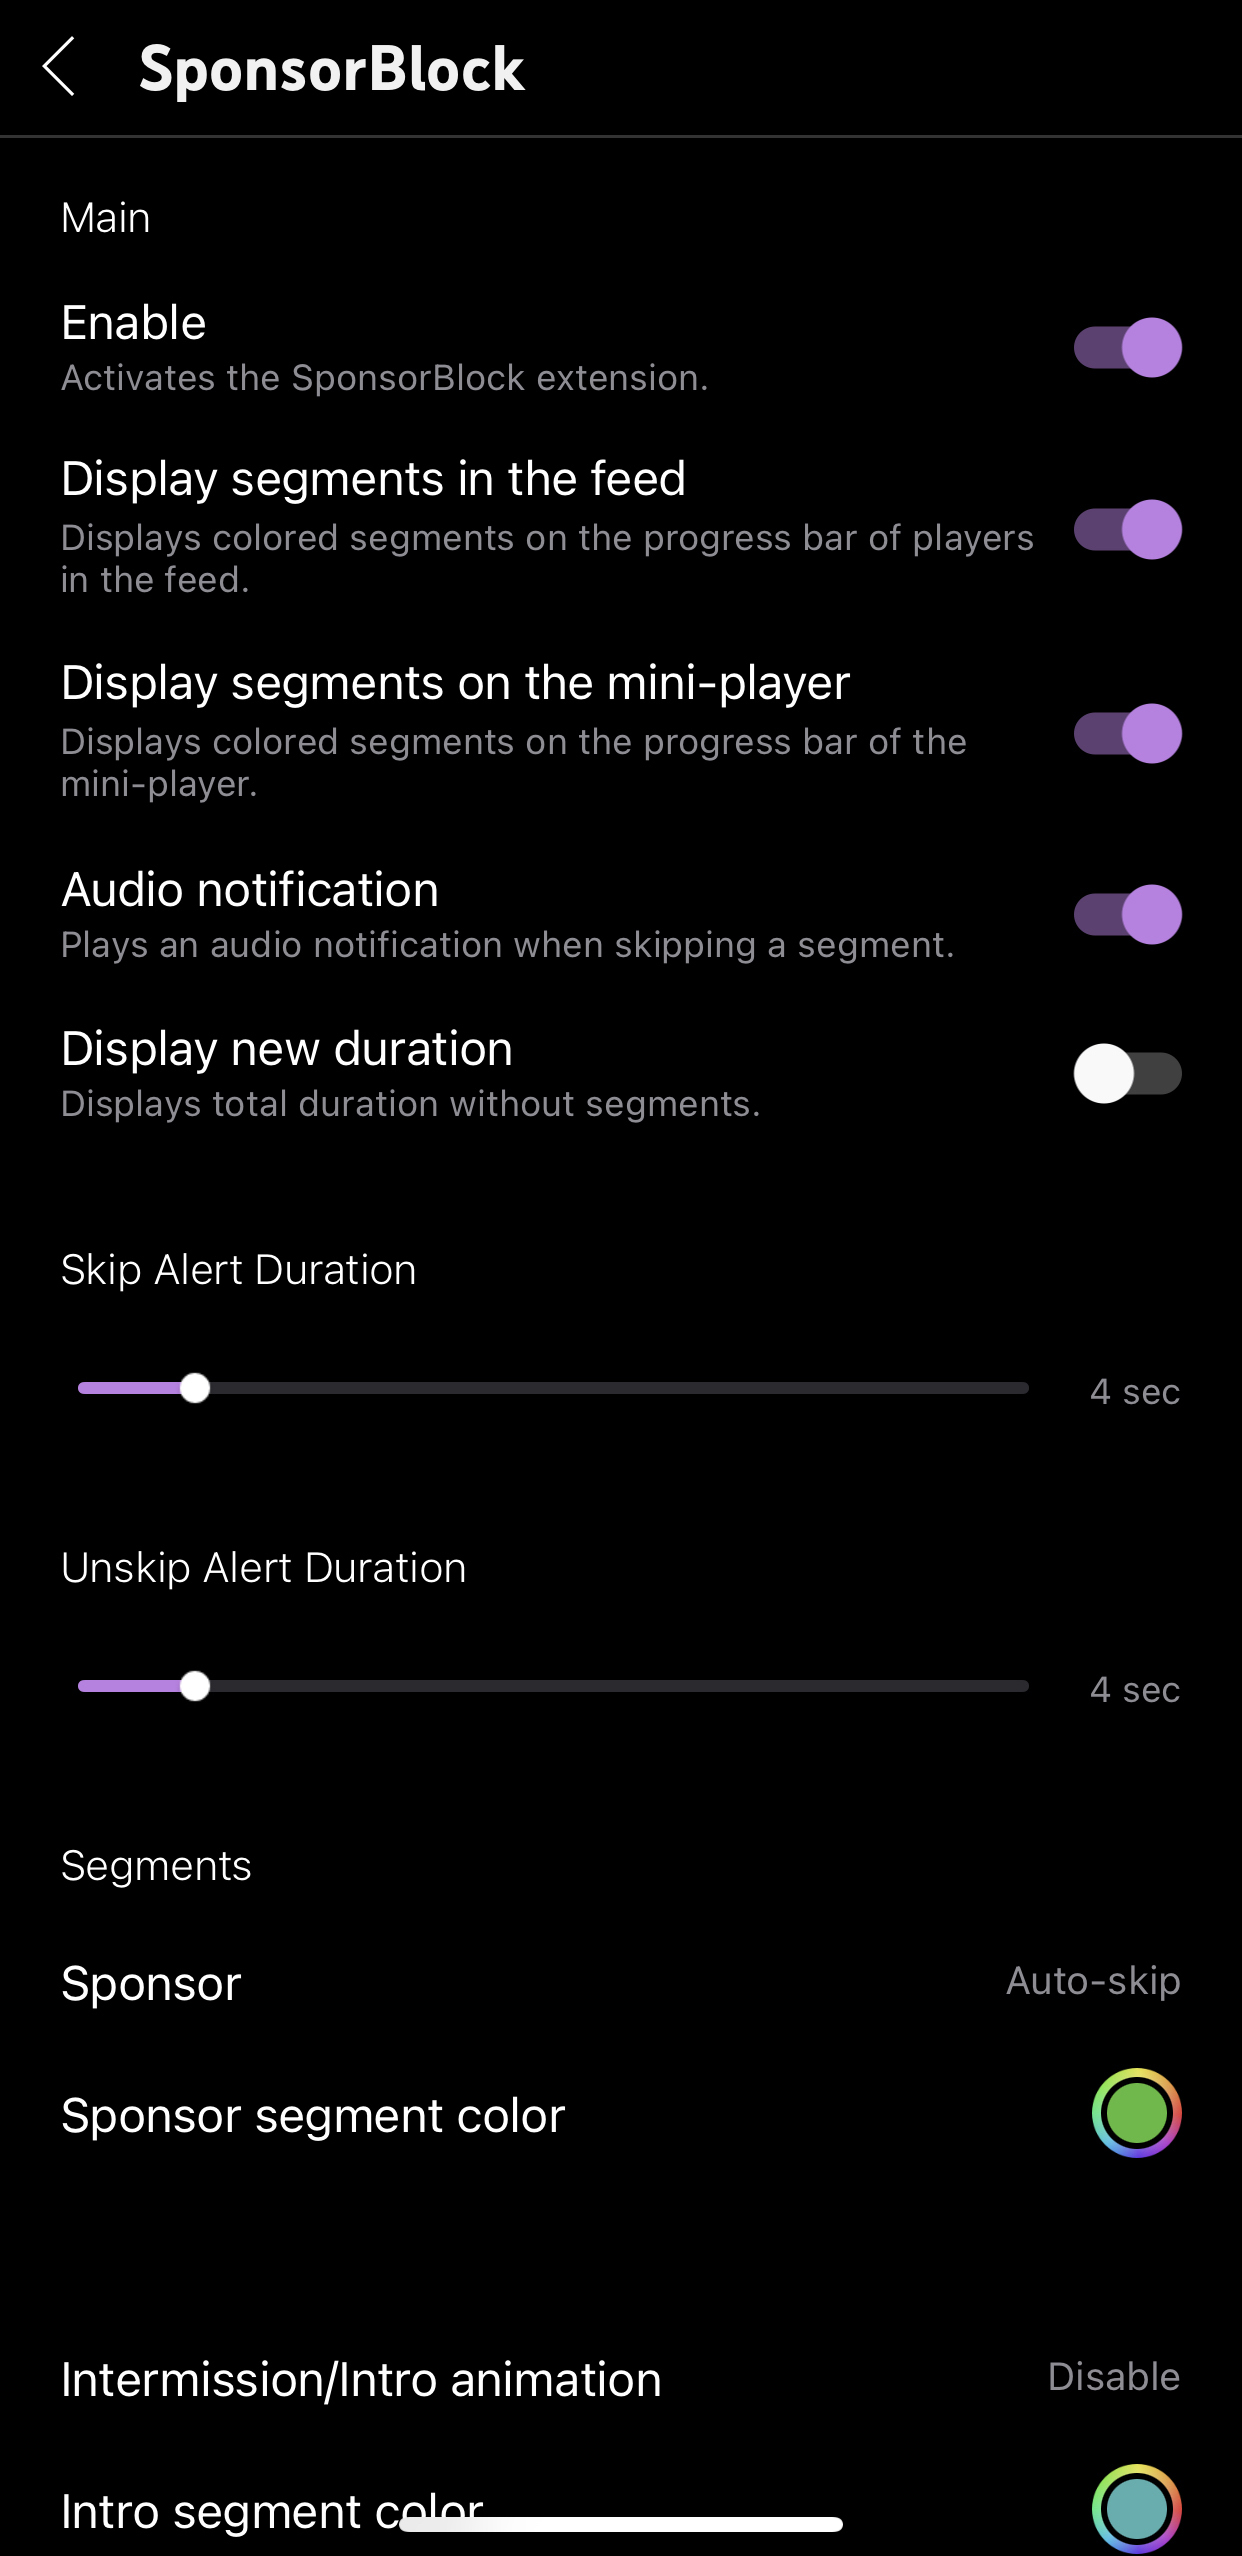 SponsorBlock
Main
Enable
Activates the SponsorBlock extension.
Display segments in the feed
Displays colored segments on the progress bar of players
in the feed.
Display segments on the mini-player
Displays colored segments on the progress bar of the
mini-player.
Audio notification
Plays an audio notification when skipping a segment.
Display new duration
Displays total duration without segments.
Skip Alert Duration
4 sec
Unskip Alert Duration
4 sec
Segments
Sponsor
Auto-skip
Sponsor segment color
Intermission/Intro animation
Disable
Intro segment color